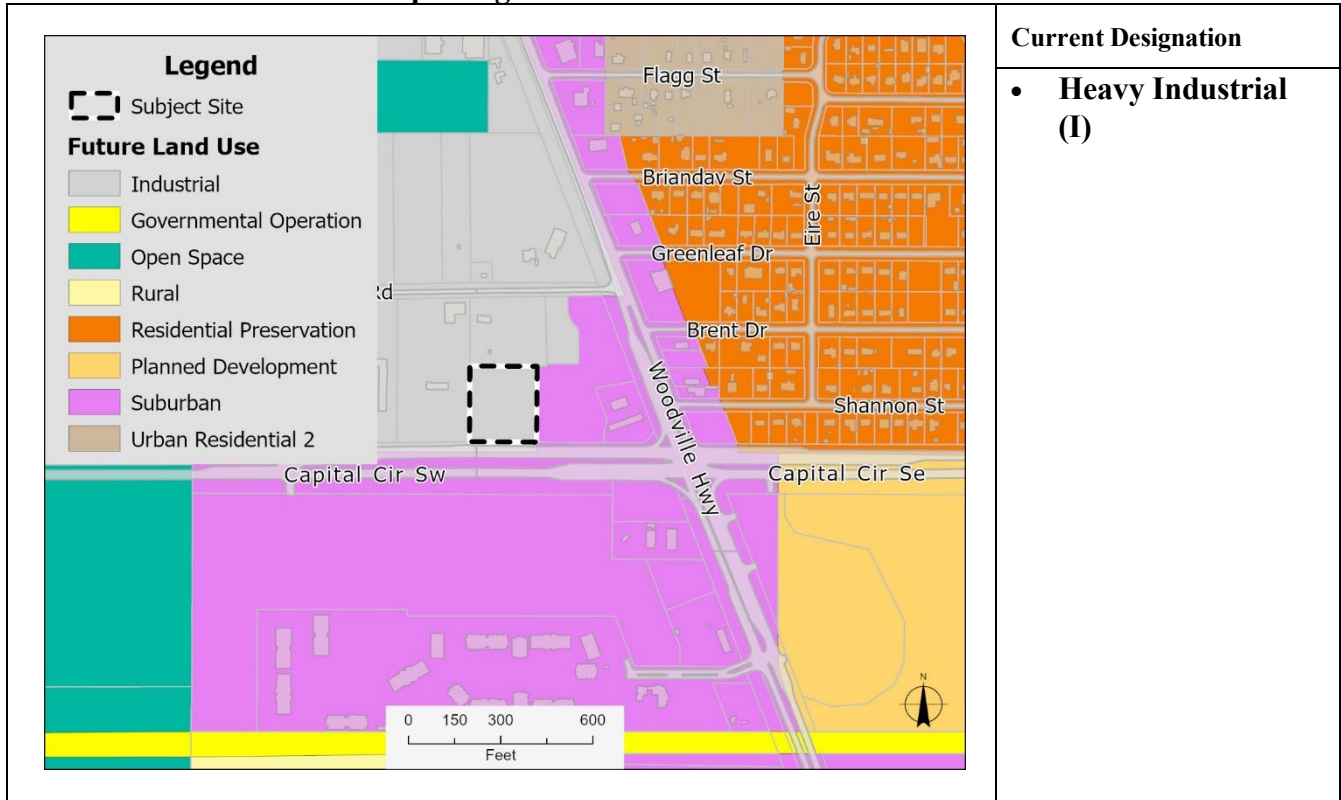 Legend
Subject Site
Future Land Use
Industrial
Governmental Operation
Open Space
Rural
Residential Preservation
Planned Development
Suburban
Urban Residential 2
Flagg St
Briandav St
Eire St
Greenleaf Dr
Rd
Brent Dr
Woodville Hwy
Shannon St
Capital Cir Sw
Capital Cir Se
N
0 150 300 600
Feet
Current Designation
• Heavy Industrial
(I)